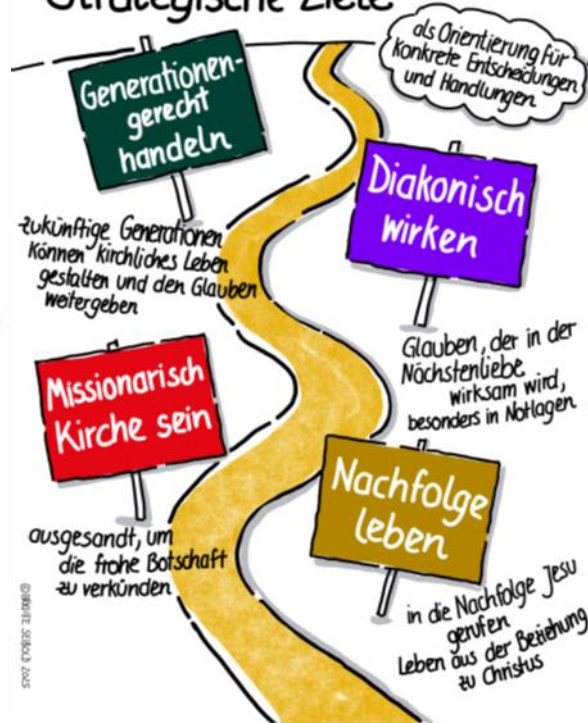 Strategische Ziele
als Orientierung für
konkrete Entscheidungen
und Handlungen
Generationen-
gerecht
handeln
zukünftige Generationen
können kirchliches Leben
gestalten und den Glauben
weitergeben
Diakonisch
wirken
Glauben, der in der
Nächstenliebe
wirksam wird,
besonders in Notlagen
Missionarisch
Kirche sein
ausgesandt, um
die frohe Botschaft
zu verkünden
Nachfolge
leben
in die Nachfolge Jesu
gerufen
Leben aus der Beziehung
zu Christus
©BRIGITTE SEIBOLD 2025